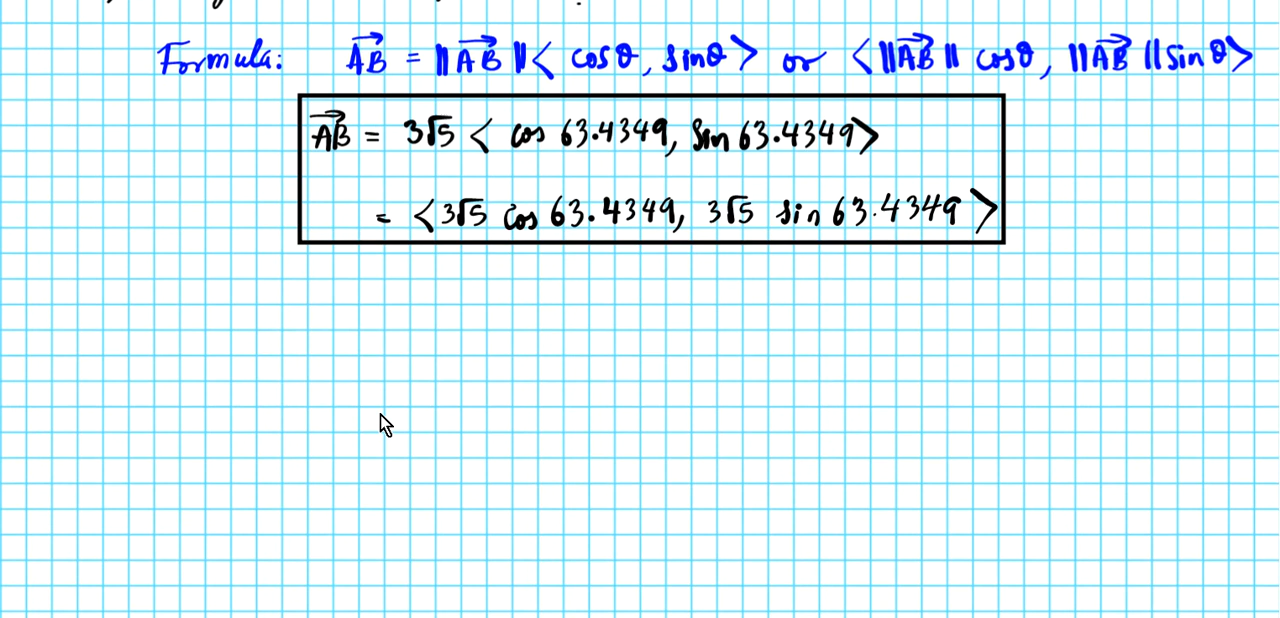 Formula: AB⃗ = ||AB⃗|| < cosθ, sinθ > or < ||AB⃗|| cosθ, ||AB⃗|| sinθ >
AB⃗ = 3√5 < cos 63.4349, sin 63.4349 >
= < 3√5 cos 63.4349, 3√5 sin 63.4349 >